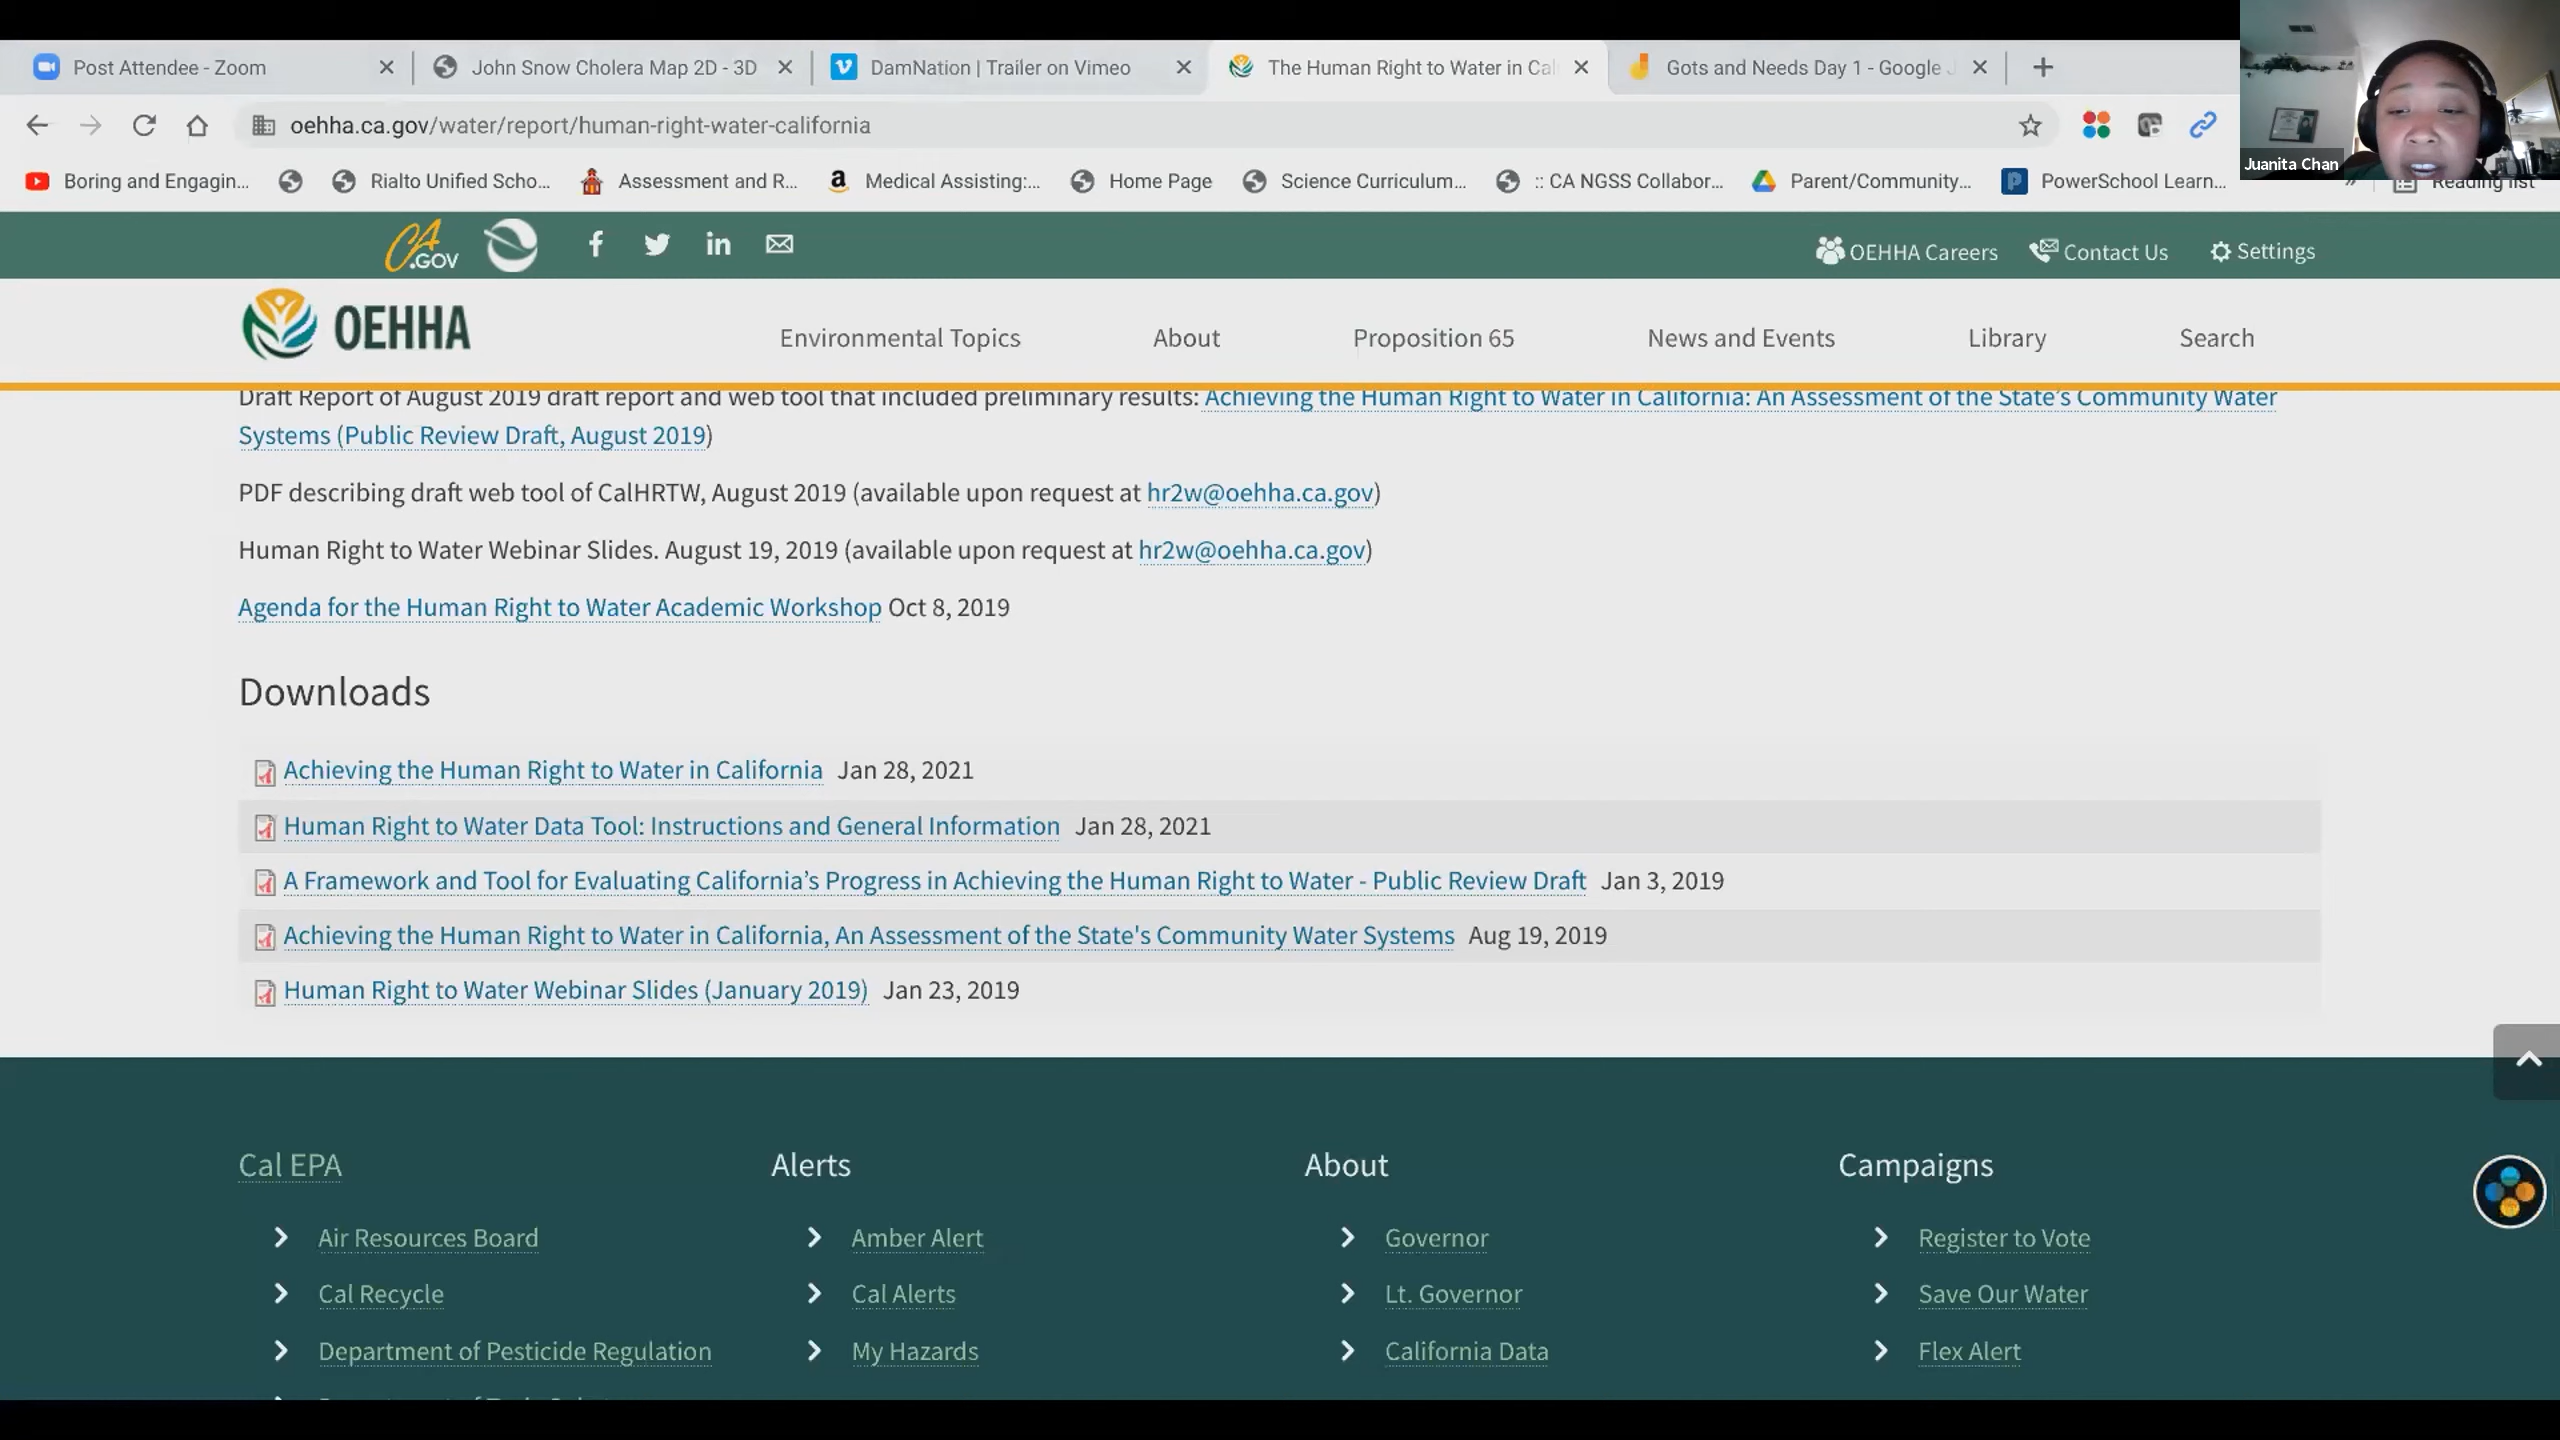 Post Attendee - Zoom
John Snow Cholera Map 2D - 3D
DamNation | Trailer on Vimeo
The Human Right to Water in Cal
Gots and Needs Day 1 - Google J
oehha.ca.gov/water/report/human-right-water-california
Juanita Chan
Boring and Engagin...
Rialto Unified Scho...
Assessment and R...
Medical Assisting:...
Home Page
Science Curriculum...
:: CA NGSS Collabor...
Parent/Community...
PowerSchool Learn...
»
Reading list
CA.GOV
OEHHA Careers
Contact Us
Settings
OEHHA
Environmental Topics
About
Proposition 65
News and Events
Library
Search
Draft Report of August 2019 draft report and web tool that included preliminary results: Achieving the Human Right to Water in California: An Assessment of the State's Community Water
Systems (Public Review Draft, August 2019)
PDF describing draft web tool of CalHRTW, August 2019 (available upon request at hr2w@oehha.ca.gov)
Human Right to Water Webinar Slides. August 19, 2019 (available upon request at hr2w@oehha.ca.gov)
Agenda for the Human Right to Water Academic Workshop Oct 8, 2019
Downloads
Achieving the Human Right to Water in California Jan 28, 2021
Human Right to Water Data Tool: Instructions and General Information Jan 28, 2021
A Framework and Tool for Evaluating California's Progress in Achieving the Human Right to Water - Public Review Draft Jan 3, 2019
Achieving the Human Right to Water in California, An Assessment of the State's Community Water Systems Aug 19, 2019
Human Right to Water Webinar Slides (January 2019) Jan 23, 2019
Cal EPA
Air Resources Board
Cal Recycle
Department of Pesticide Regulation
Alerts
Amber Alert
Cal Alerts
My Hazards
About
Governor
Lt. Governor
California Data
Campaigns
Register to Vote
Save Our Water
Flex Alert